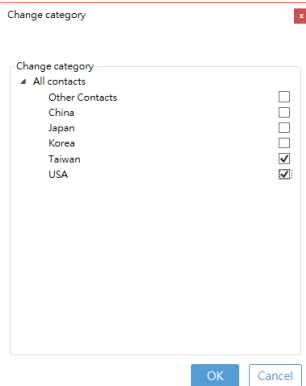 Change category
x
Change category
All contacts
Other Contacts
China
Japan
Korea
Taiwan
USA
OK
Cancel